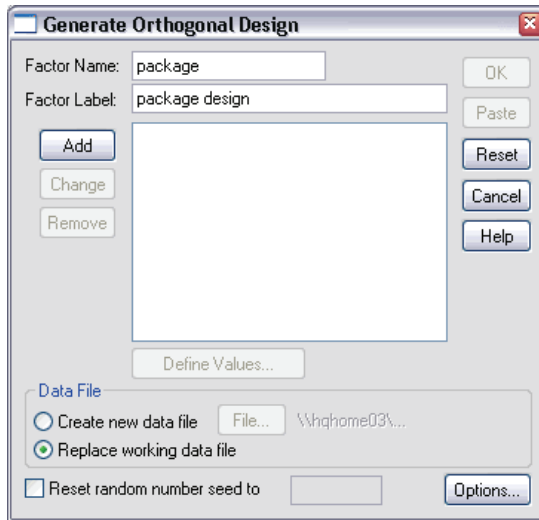 Generate Orthogonal Design
Factor Name: package
Factor Label: package design
OK
Paste
Add
Reset
Change
Cancel
Remove
Help
Define Values...
Data File
Create new data file File... \\hqhome03\...
Replace working data file
Reset random number seed to
Options...